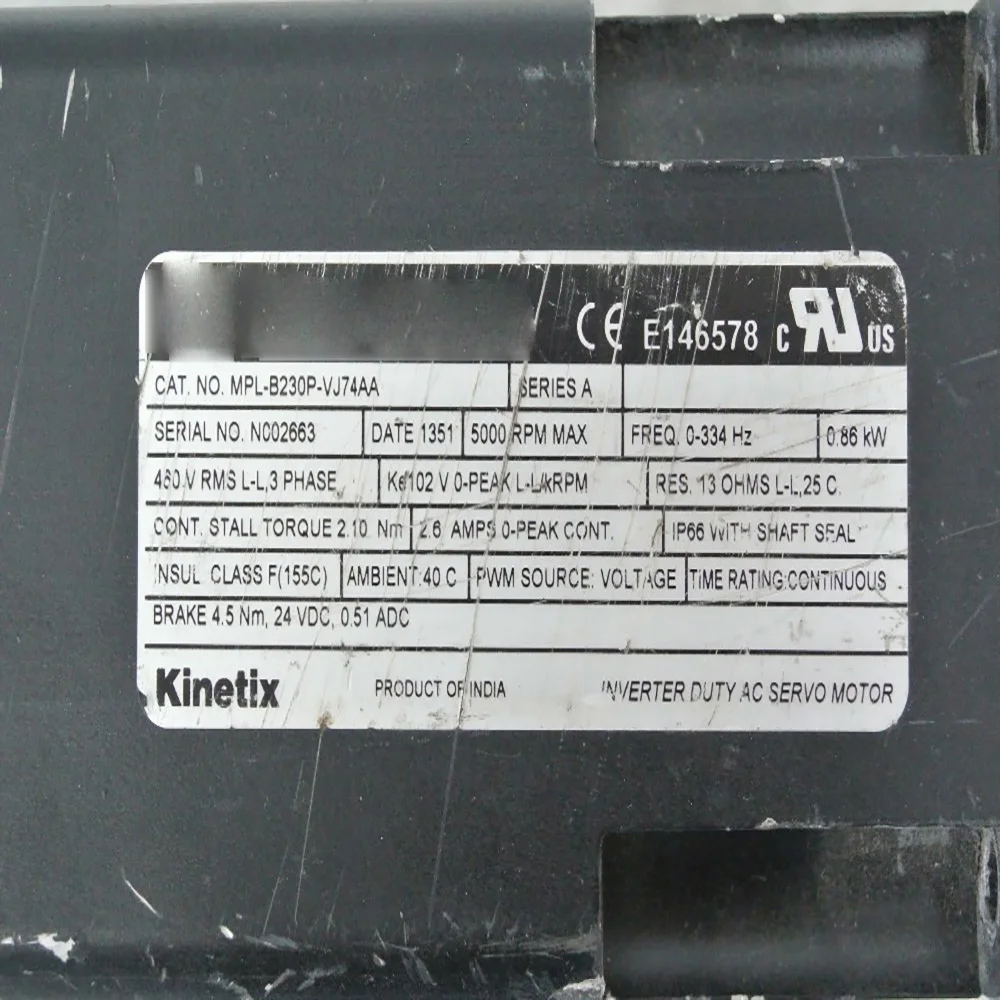 CE E146578 C RU US
CAT. NO. MPL-B230P-VJ74AA SERIES A
SERIAL NO. NC02663 DATE 1351 5000 RPM MAX FREQ. 0-334 Hz 0.86 kW
460 V RMS L-L,3 PHASE Ke102 V 0-PEAK L-L/kRPM RES. 13 OHMS L-L,25 C.
CONT. STALL TORQUE 2.10 Nm 2.6 AMPS 0-PEAK CONT. IP66 WITH SHAFT SEAL
INSUL CLASS F(155C) AMBIENT:40 C PWM SOURCE: VOLTAGE TIME RATING:CONTINUOUS
BRAKE 4.5 Nm, 24 VDC, 0.51 ADC
Kinetix PRODUCT OF INDIA INVERTER DUTY AC SERVO MOTOR